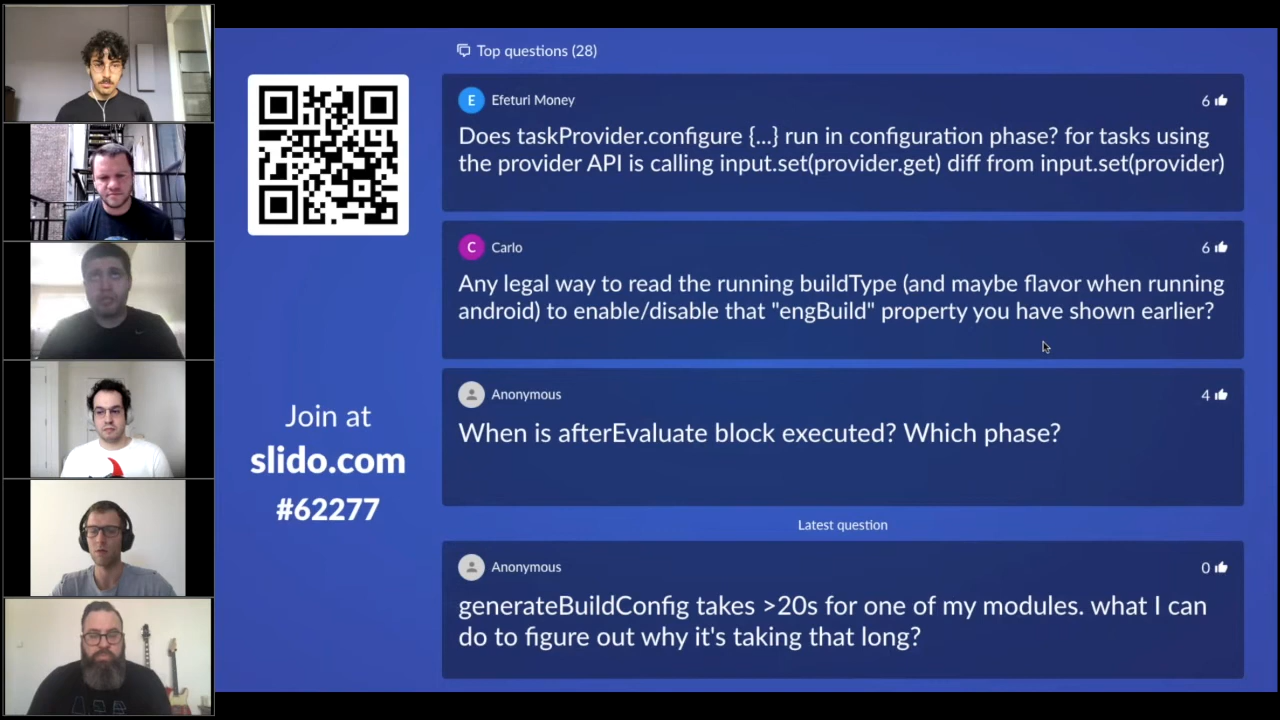 Top questions (28)
E
Efeturi Money
6
Does taskProvider.configure {...} run in configuration phase? for tasks using
the provider API is calling input.set(provider.get) diff from input.set(provider)
C
Carlo
6
Any legal way to read the running buildType (and maybe flavor when running
android) to enable/disable that "engBuild" property you have shown earlier?
Anonymous
4
When is afterEvaluate block executed? Which phase?
Join at
slido.com
#62277
Latest question
Anonymous
0
generateBuildConfig takes >20s for one of my modules. what I can
do to figure out why it's taking that long?